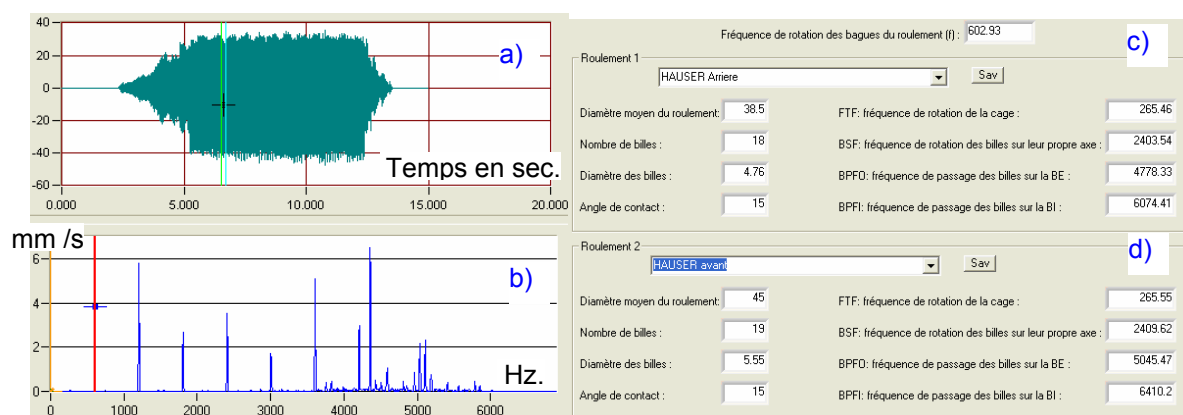 40
20
0
-20
-40
-60
a)
Temps en sec.
0.000 5.000 10.000 15.000 20.000
mm /s
6
4
2
0
b)
Hz.
0 1000 2000 3000 4000 5000 6000
Fréquence de rotation des bagues du roulement (f) : 602.93
c)
Roulement 1
HAUSER Arriere Sav
Diamètre moyen du roulement: 38.5 FTF: fréquence de rotation de la cage : 265.46
Nombre de billes : 18 BSF: fréquence de rotation des billes sur leur propre axe : 2403.54
Diamètre des billes : 4.76 BPFO: fréquence de passage des billes sur la BE : 4778.33
Angle de contact : 15 BPFI: fréquence de passage des billes sur la BI : 6074.41
Roulement 2
d)
HAUSER avant Sav
Diamètre moyen du roulement: 45 FTF: fréquence de rotation de la cage : 265.55
Nombre de billes : 19 BSF: fréquence de rotation des billes sur leur propre axe : 2409.62
Diamètre des billes : 5.55 BPFO: fréquence de passage des billes sur la BE : 5045.47
Angle de contact : 15 BPFI: fréquence de passage des billes sur la BI : 6410.2